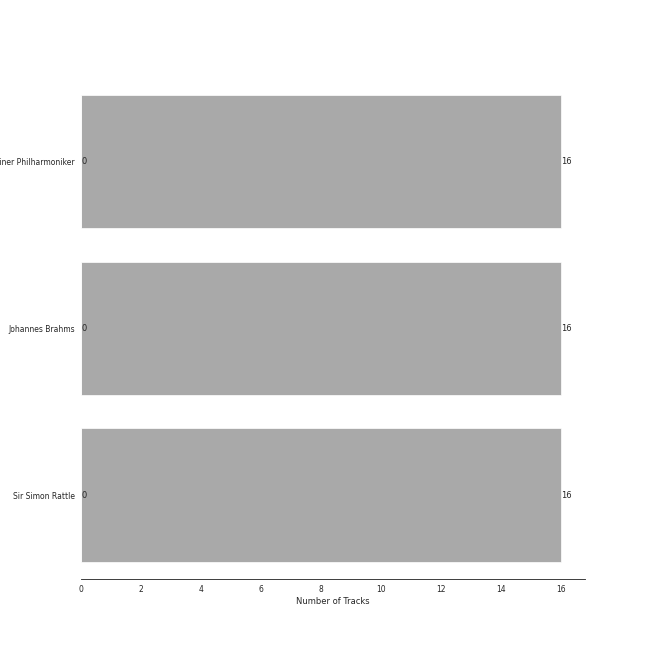 iner Philharmoniker 0 16
Johannes Brahms 0 16
Sir Simon Rattle 0 16
0 2 4 6 8 10 12 14 16
Number of Tracks